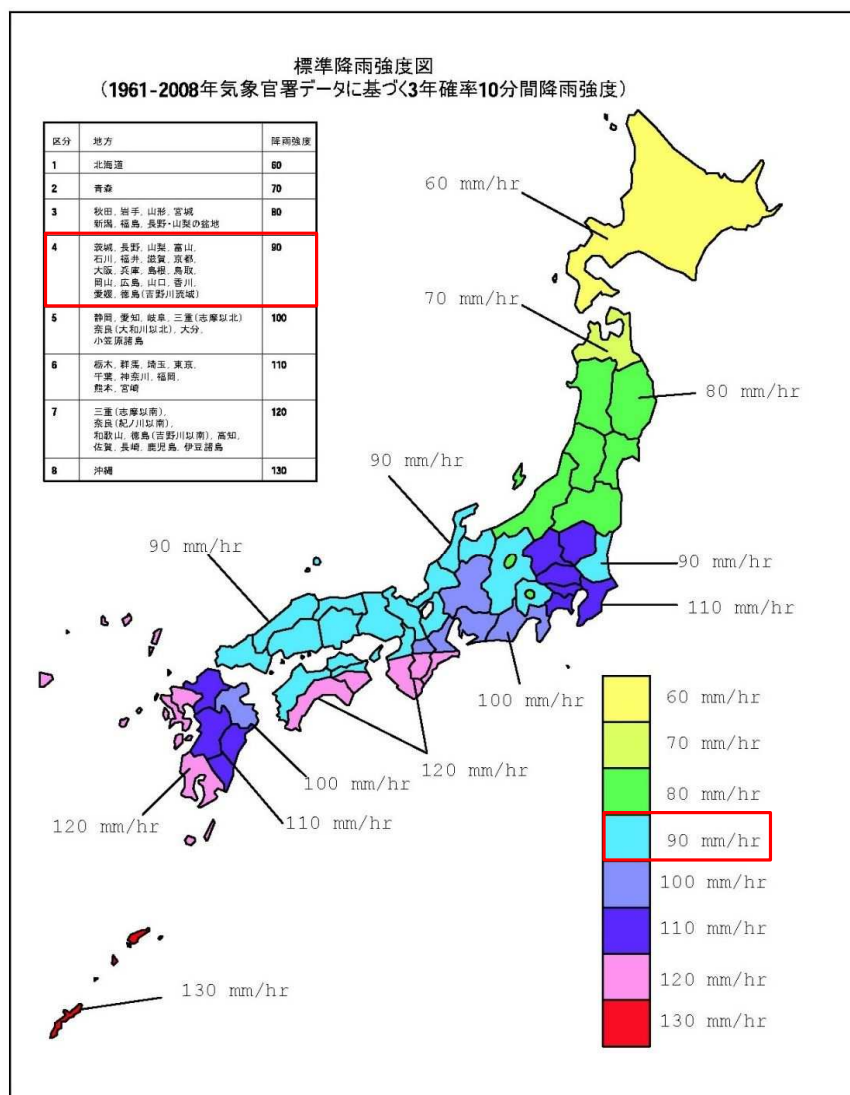 標準降雨強度図
(1961-2008年気象官署データに基づく3年確率10分間降雨強度)
区分 地方 降雨強度
1 北海道 60
2 青森 70
3 秋田, 岩手, 山形, 宮城 80
新潟, 福島, 長野・山梨の盆地
4 茨城, 長野, 山梨, 富山, 90
石川, 福井, 滋賀, 京都,
大阪, 兵庫, 島根, 鳥取,
岡山, 広島, 山口, 香川,
愛媛, 徳島(吉野川流域)
5 静岡, 愛知, 岐阜, 三重(志摩以北) 100
奈良(大和川以北), 大分,
小笠原諸島
6 栃木, 群馬, 埼玉, 東京, 110
千葉, 神奈川, 福岡,
熊本, 宮崎
7 三重(志摩以南), 120
奈良(紀ノ川以南),
和歌山, 徳島(吉野川以南), 高知,
佐賀, 長崎, 鹿児島, 伊豆諸島
8 沖縄 130
60 mm/hr
70 mm/hr
80 mm/hr
90 mm/hr
90 mm/hr
90 mm/hr
110 mm/hr
100 mm/hr
120 mm/hr
100 mm/hr
110 mm/hr
120 mm/hr
130 mm/hr
60 mm/hr
70 mm/hr
80 mm/hr
90 mm/hr
100 mm/hr
110 mm/hr
120 mm/hr
130 mm/hr